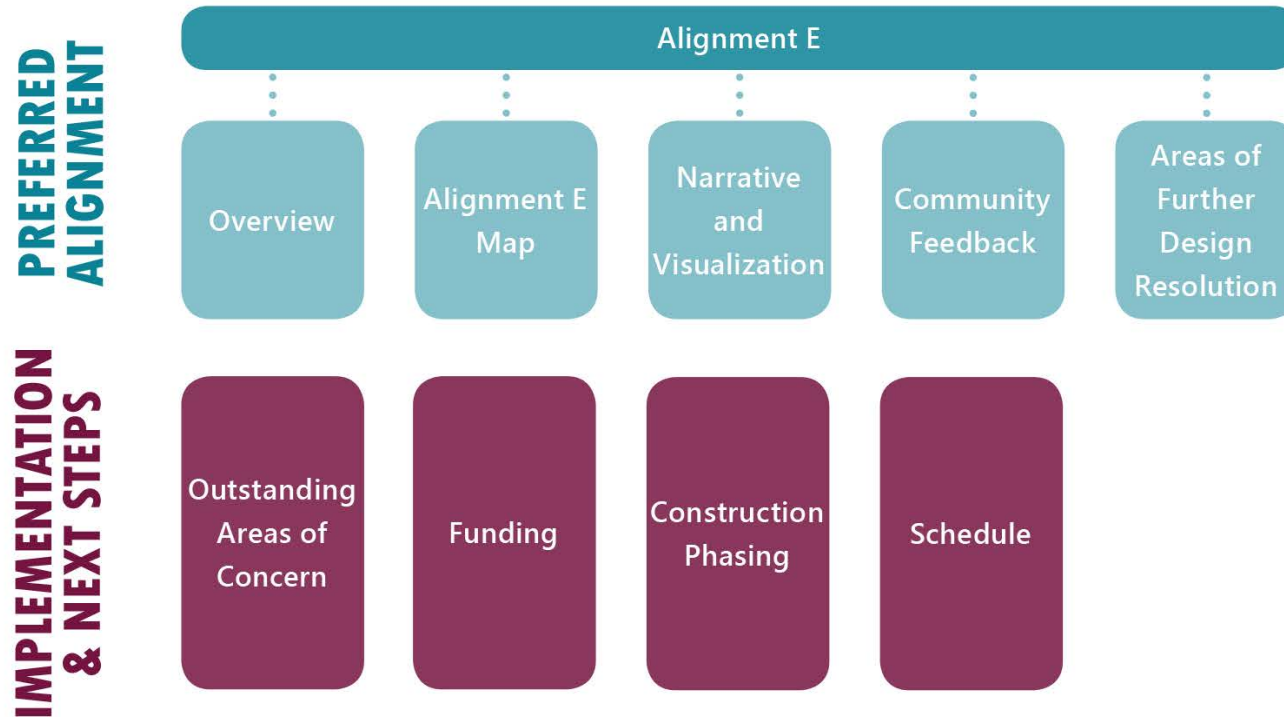 PREFERRED
ALIGNMENT
Alignment E
Overview
Alignment E
Map
Narrative
and
Visualization
Community
Feedback
Areas of
Further
Design
Resolution
IMPLEMENTATION
& NEXT STEPS
Outstanding
Areas of
Concern
Funding
Construction
Phasing
Schedule